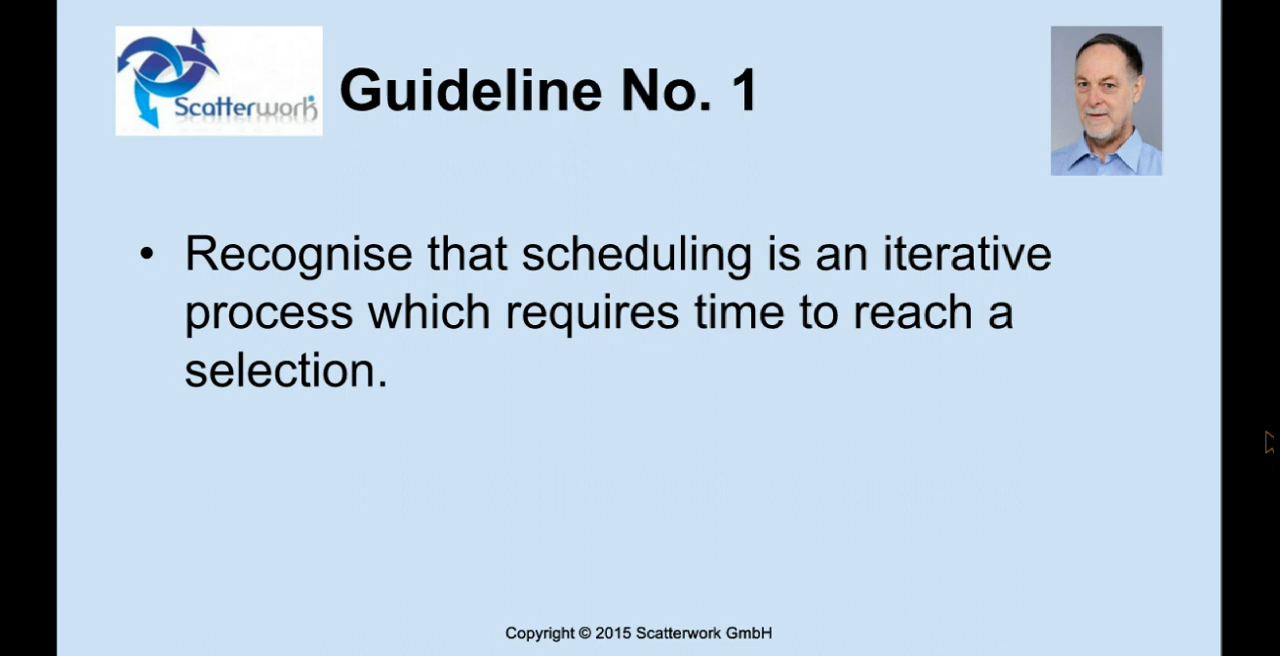 Scatterwork
Guideline No. 1
• Recognise that scheduling is an iterative
process which requires time to reach a
selection.
Copyright © 2015 Scatterwork GmbH